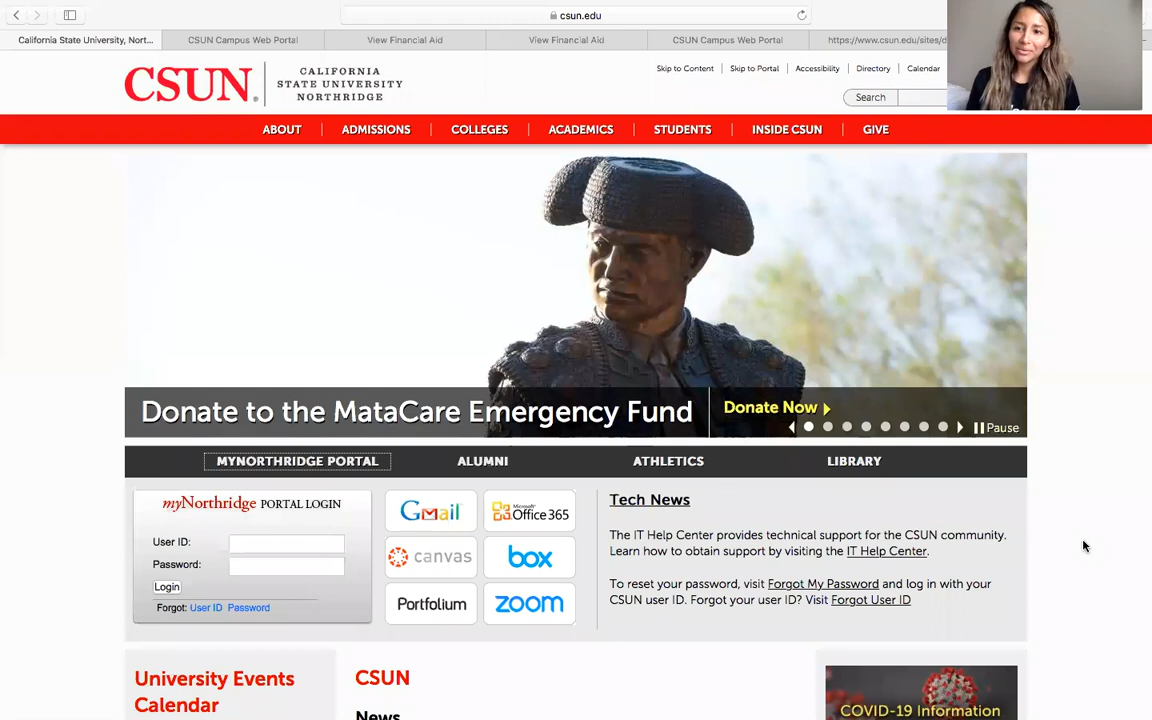 csun.edu
California State University, Nort...
CSUN Campus Web Portal
View Financial Aid
View Financial Aid
CSUN Campus Web Portal
https://www.csun.edu/sites/d
CSUN.
CALIFORNIA
STATE UNIVERSITY
NORTHRIDGE
Skip to Content
Skip to Portal
Accessibility
Directory
Calendar
Search
ABOUT
ADMISSIONS
COLLEGES
ACADEMICS
STUDENTS
INSIDE CSUN
GIVE
Donate to the MataCare Emergency Fund
Donate Now
Pause
MYNORTHRIDGE PORTAL
ALUMNI
ATHLETICS
LIBRARY
myNorthridge PORTAL LOGIN
User ID:
Password:
Login
Forgot: User ID Password
Gmail
Microsoft
Office 365
canvas
box
Portfolium
zoom
Tech News
The IT Help Center provides technical support for the CSUN community.
Learn how to obtain support by visiting the IT Help Center.
To reset your password, visit Forgot My Password and log in with your
CSUN user ID. Forgot your user ID? Visit Forgot User ID
University Events
Calendar
CSUN
News
COVID-19 Information